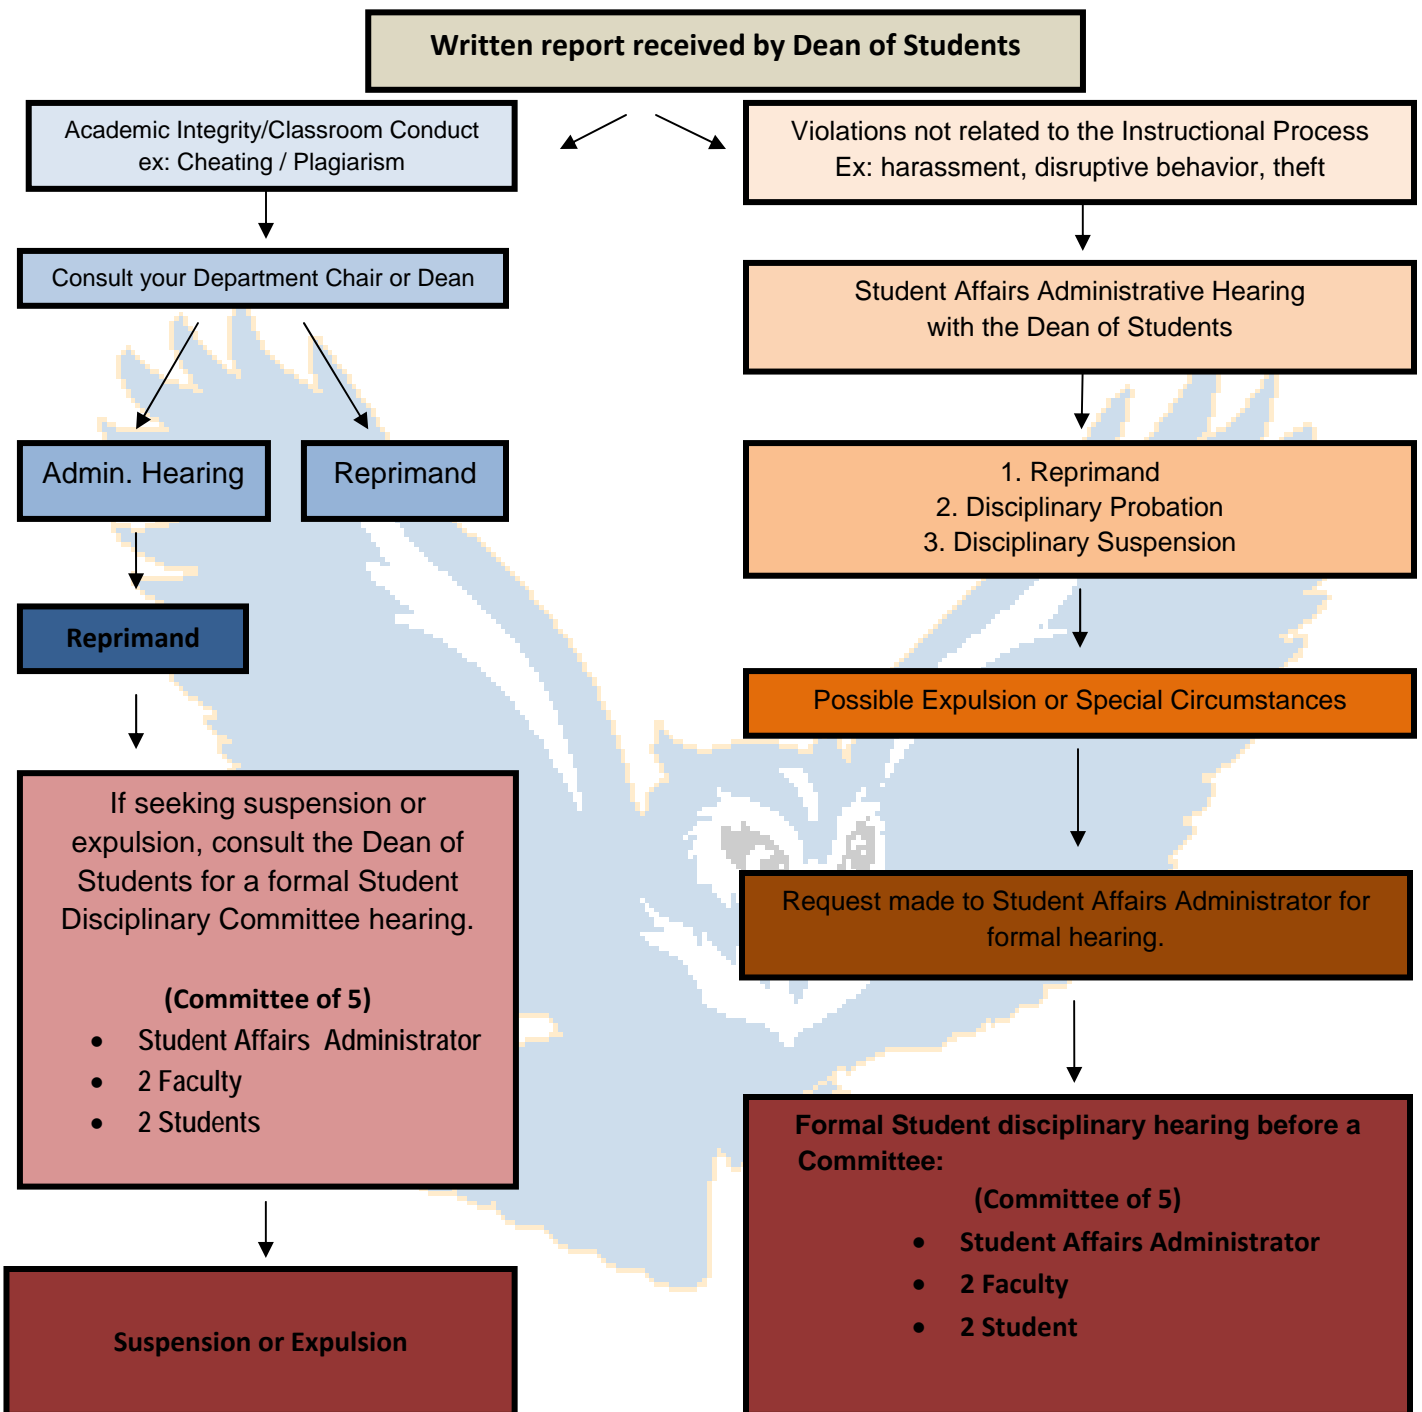 Written report received by Dean of Students
Academic Integrity/Classroom Conduct
ex: Cheating / Plagiarism
Violations not related to the Instructional Process
Ex: harassment, disruptive behavior, theft
Consult your Department Chair or Dean
Student Affairs Administrative Hearing
with the Dean of Students
Admin. Hearing
Reprimand
1. Reprimand
2. Disciplinary Probation
3. Disciplinary Suspension
Reprimand
Possible Expulsion or Special Circumstances
If seeking suspension or
expulsion, consult the Dean of
Students for a formal Student
Disciplinary Committee hearing.
(Committee of 5)
• Student Affairs Administrator
• 2 Faculty
• 2 Students
Request made to Student Affairs Administrator for
formal hearing.
Formal Student disciplinary hearing before a
Committee:
(Committee of 5)
• Student Affairs Administrator
• 2 Faculty
• 2 Student
Suspension or Expulsion